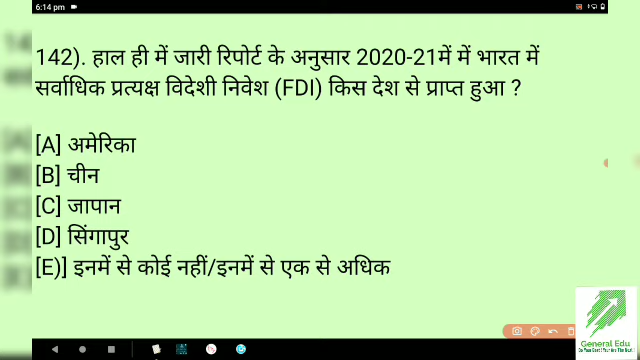 6:14 pm
142). हाल ही में जारी रिपोर्ट के अनुसार 2020-21में में भारत में
सर्वाधिक प्रत्यक्ष विदेशी निवेश (FDI) किस देश से प्राप्त हुआ ?
[A] अमेरिका
[B] चीन
[C] जापान
[D] सिंगापुर
[E)] इनमें से कोई नहीं/इनमें से एक से अधिक
General Edu